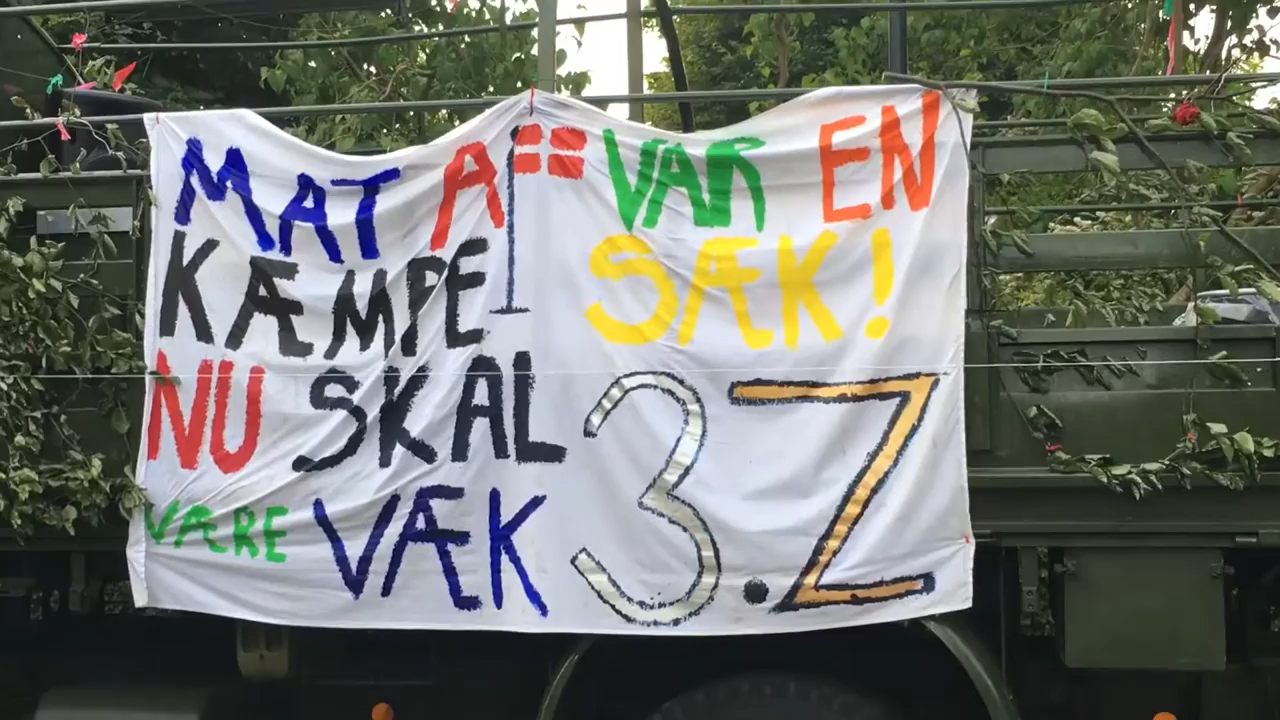 MAT A VAR EN
KÆMPE SÆK!
NU SKAL
VÆRE VÆK
3.Z